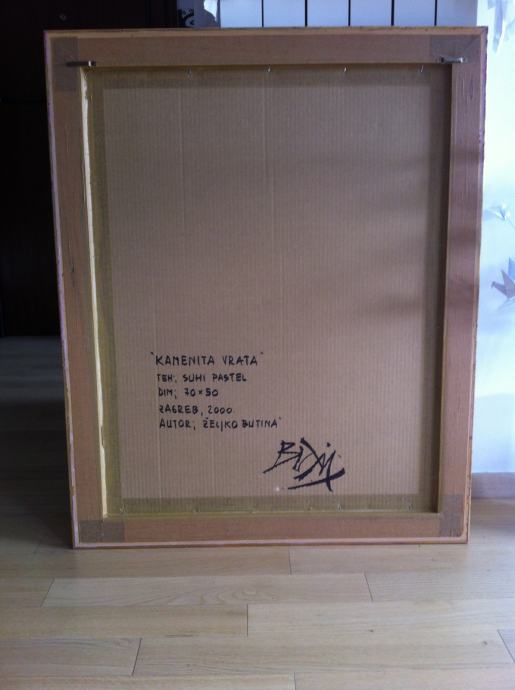 "KAMENITA VRATA"
TEH; SUHI PASTEL
DIM; 70×50
ZAGREB, 2000.
AUTOR; ŽELJKO BUTINA"